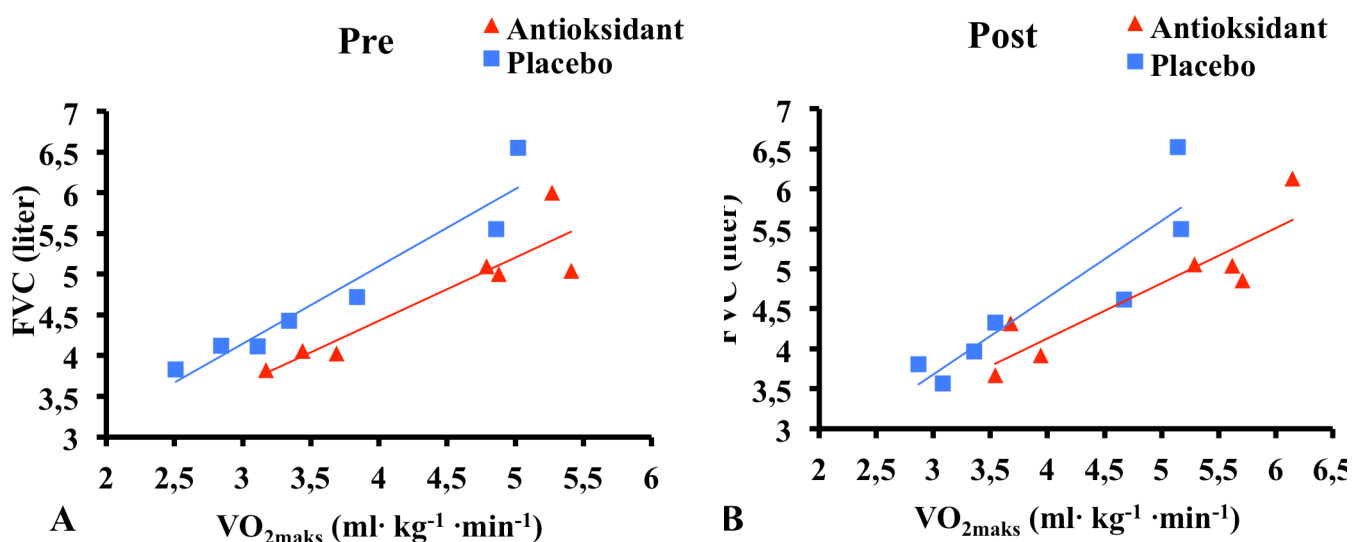 Pre
Antioksidant
Placebo
FVC (liter)
7
6,5
6
5,5
5
4,5
4
3,5
3
2 2,5 3 3,5 4 4,5 5 5,5 6
VO2maks (ml· kg-1 ·min-1)
A
Post
Antioksidant
Placebo
FVC (liter)
7
6,5
6
5,5
5
4,5
4
3,5
3
2 2,5 3 3,5 4 4,5 5 5,5 6 6,5
VO2maks (ml· kg-1 ·min-1)
B